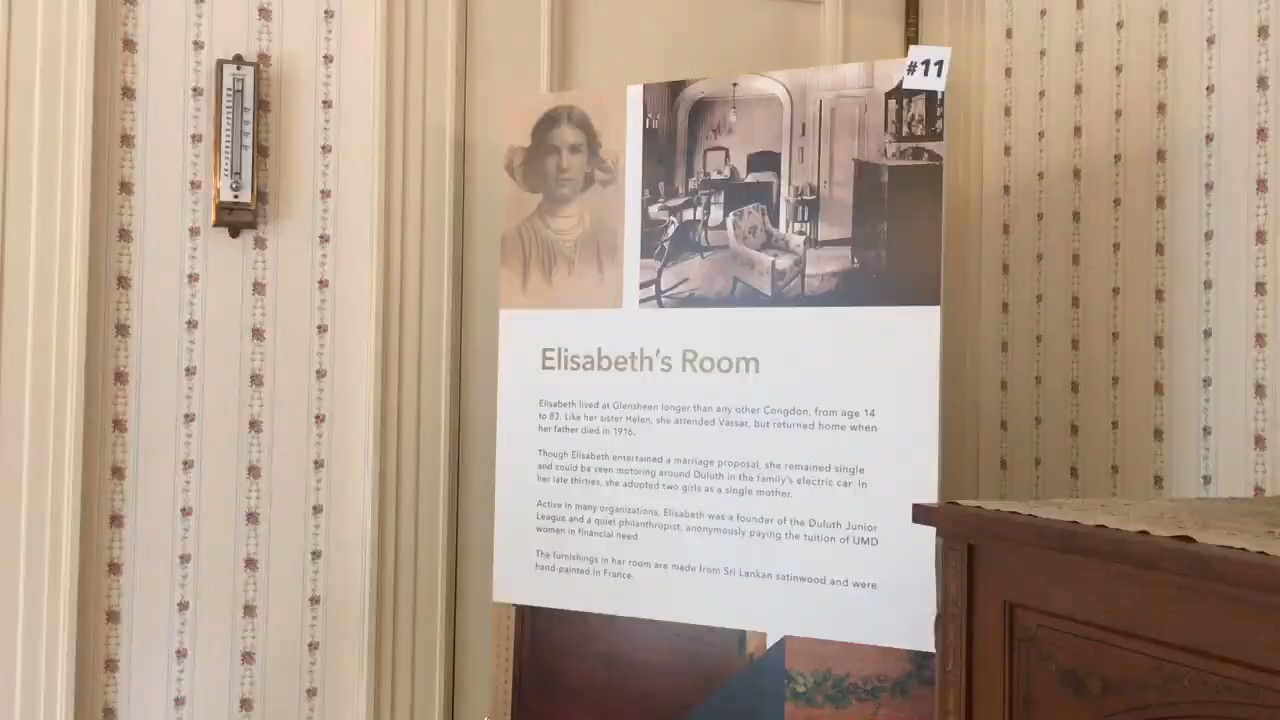 #11
Elisabeth's Room
Elisabeth lived at Glensheen longer than any other Congdon, from age 14
to 83. Like her sister Helen, she attended Vassar, but returned home when
her father died in 1916.
Though Elisabeth entertained a marriage proposal, she remained single
and could be seen motoring around Duluth in the family's electric car. In
her late thirties, she adopted two girls as a single mother.
Active in many organizations, Elisabeth was a founder of the Duluth Junior
League and a quiet philanthropist, anonymously paying the tuition of UMD
women in financial need.
The furnishings in her room are made from Sri Lankan satinwood and were
hand-painted in France.